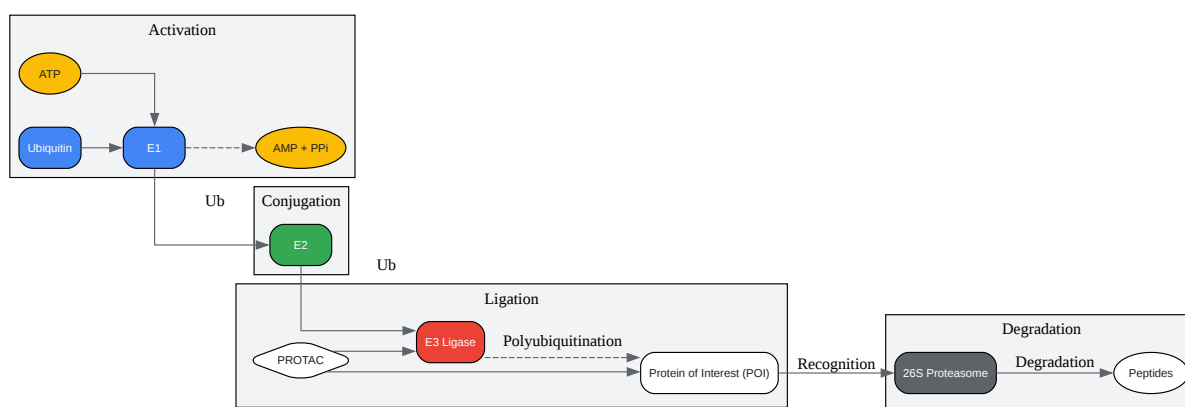 Activation
ATP
Ubiquitin
E1
AMP + PPi
Ub
Conjugation
E2
Ub
Ligation
E3 Ligase
Polyubiquitination
PROTAC
Protein of Interest (POI)
Recognition
Degradation
26S Proteasome
Degradation
Peptides